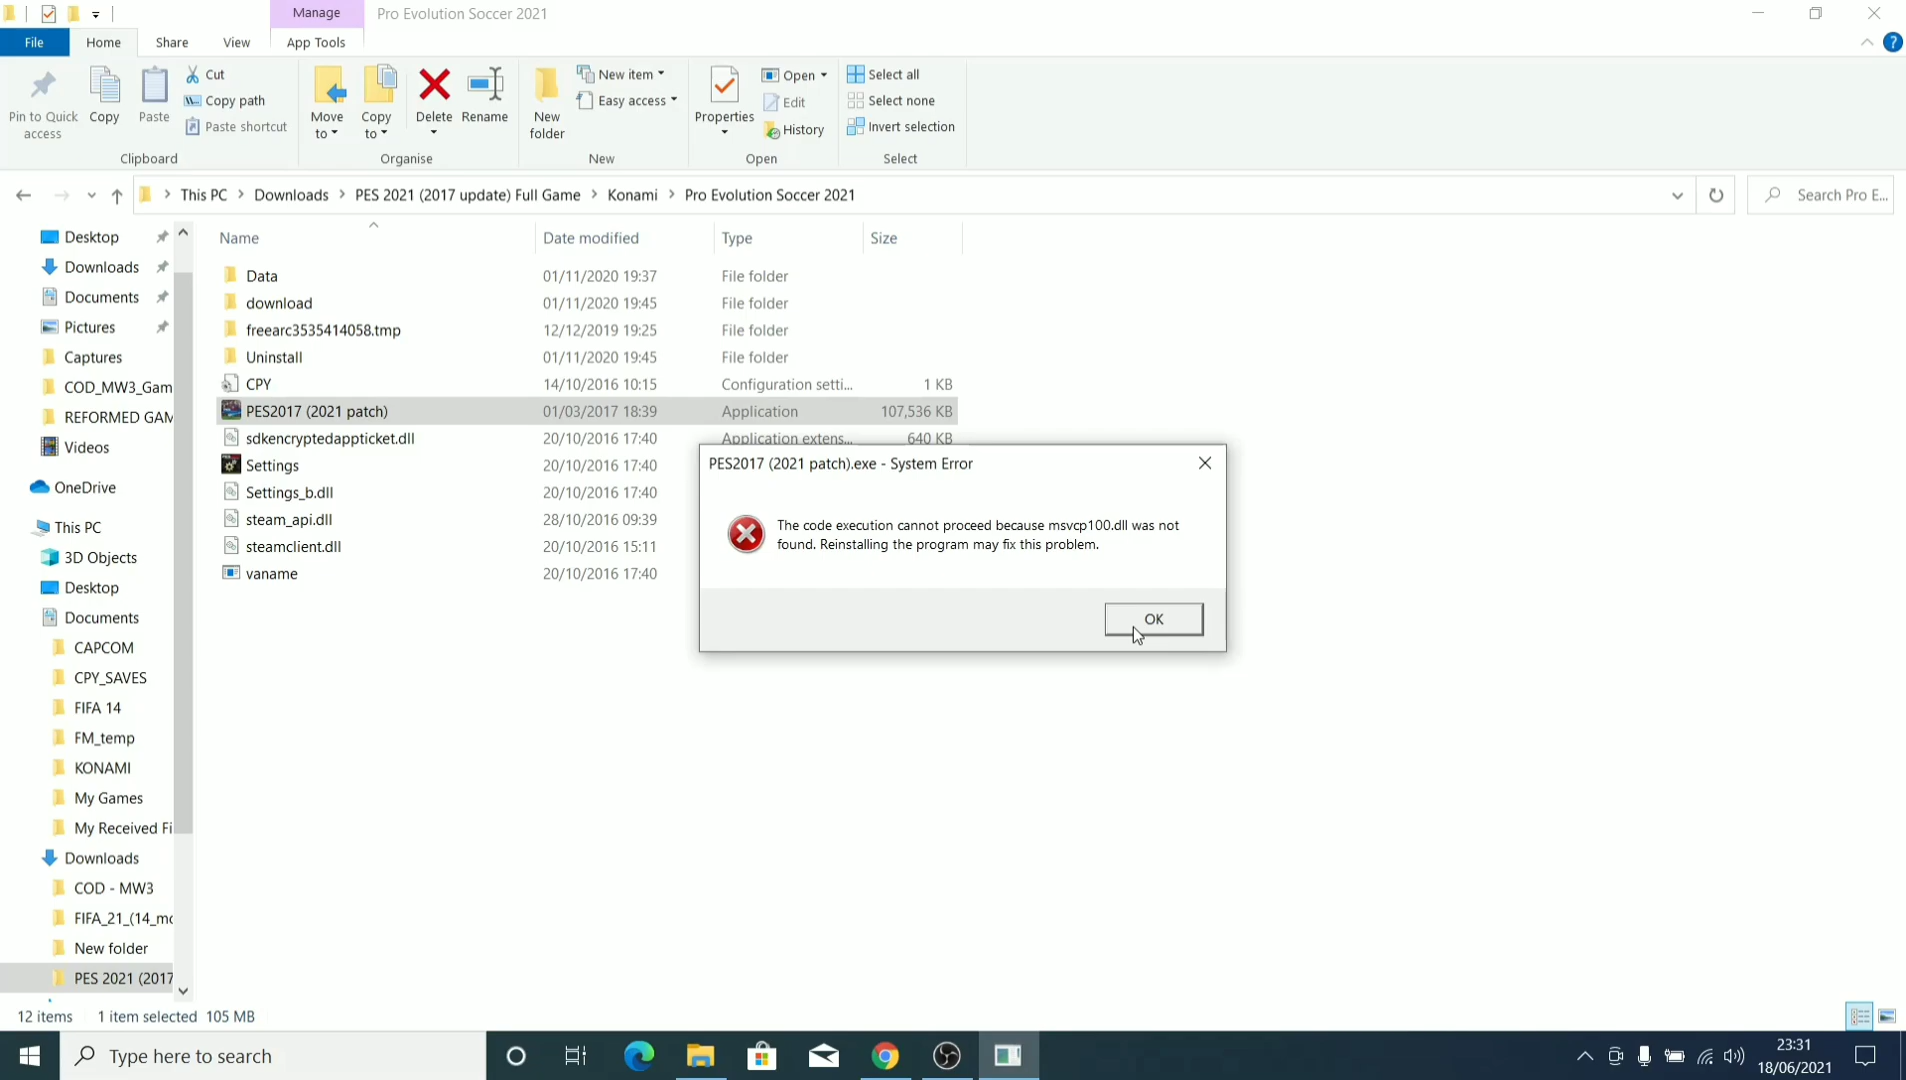 Manage
Pro Evolution Soccer 2021
File
Home
Share
View
App Tools
Pin to Quick access
Copy
Paste
Cut
Copy path
Paste shortcut
Clipboard
Move to
Copy to
Delete
Rename
Organise
New folder
New item
Easy access
New
Properties
Open
Edit
History
Open
Select all
Select none
Invert selection
Select
This PC > Downloads > PES 2021 (2017 update) Full Game > Konami > Pro Evolution Soccer 2021
Search Pro E...
Desktop
Downloads
Documents
Pictures
Captures
COD_MW3_Gam
REFORMED GAM
Videos
OneDrive
This PC
3D Objects
Desktop
Documents
CAPCOM
CPY_SAVES
FIFA 14
FM_temp
KONAMI
My Games
My Received Fi
Downloads
COD - MW3
FIFA_21_(14_mo
New folder
PES 2021 (2017
Name Date modified Type Size
Data 01/11/2020 19:37 File folder
download 01/11/2020 19:45 File folder
freearc3535414058.tmp 12/12/2019 19:25 File folder
Uninstall 01/11/2020 19:45 File folder
CPY 14/10/2016 10:15 Configuration setti... 1 KB
PES2017 (2021 patch) 01/03/2017 18:39 Application 107,536 KB
sdkencryptedappticket.dll 20/10/2016 17:40 Application extens... 640 KB
Settings 20/10/2016 17:40
Settings_b.dll 20/10/2016 17:40
steam_api.dll 28/10/2016 09:39
steamclient.dll 20/10/2016 15:11
vaname 20/10/2016 17:40
PES2017 (2021 patch).exe - System Error
The code execution cannot proceed because msvcp100.dll was not
found. Reinstalling the program may fix this problem.
OK
12 items 1 item selected 105 MB
Type here to search
23:31
18/06/2021